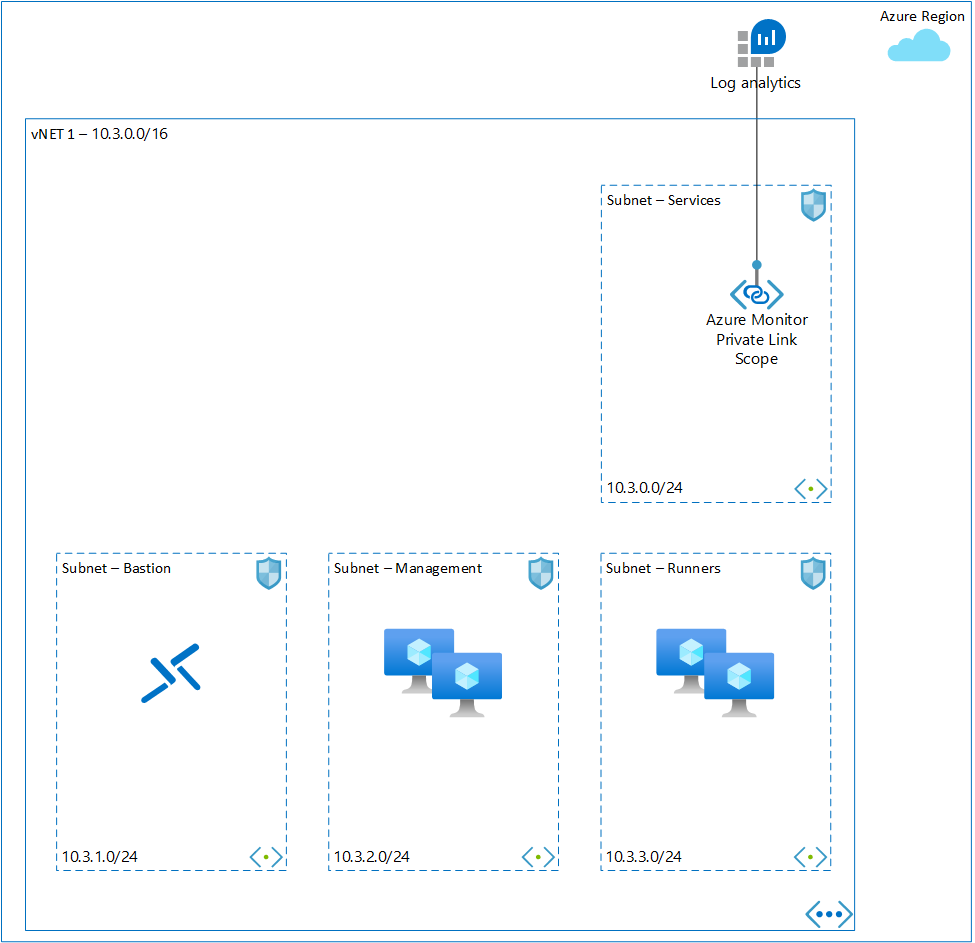 Azure Region
Log analytics
vNET 1 – 10.3.0.0/16
Subnet – Services
Azure Monitor
Private Link
Scope
10.3.0.0/24
Subnet – Bastion
10.3.1.0/24
Subnet – Management
10.3.2.0/24
Subnet – Runners
10.3.3.0/24